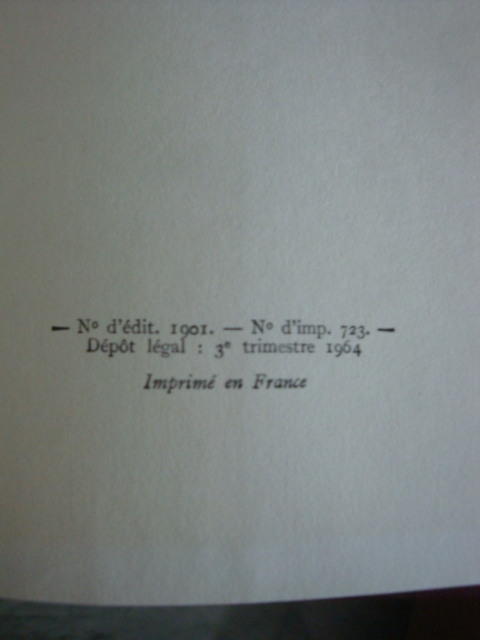 — Nº d'édit. 1901. — Nº d'imp. 723. —
Dépôt légal : 3e trimestre 1964
Imprimé en France